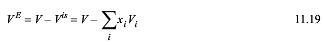 V^E = V − V^{is} = V − ∑_i x_i V_i 11.19